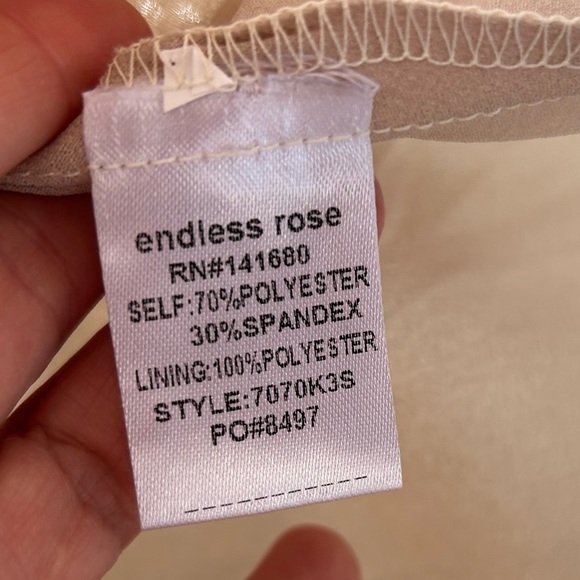 endless rose
RN#141680
SELF:70%POLYESTER
30%SPANDEX
LINING:100%POLYESTER
STYLE:7070K3S
PO#8497